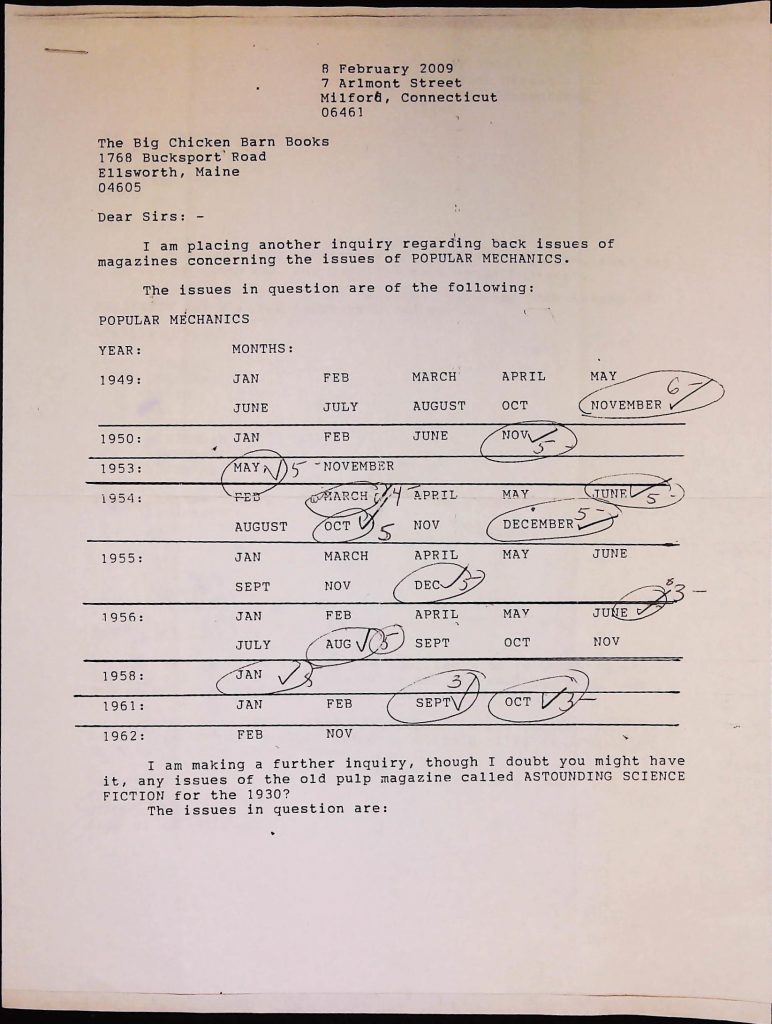 8 February 2009
7 Arlmont Street
Milford, Connecticut
06461
The Big Chicken Barn Books
1768 Bucksport Road
Ellsworth, Maine
04605
Dear Sirs: -
I am placing another inquiry regarding back issues of
magazines concerning the issues of POPULAR MECHANICS.
The issues in question are of the following:
POPULAR MECHANICS
YEAR: MONTHS:
1949: JAN FEB MARCH APRIL MAY
JUNE JULY AUGUST OCT NOVEMBER 6- ✓
1950: JAN FEB JUNE NOV ✓ 5-
1953: MAY ✓ 5 - NOVEMBER
1954: FEB MARCH ✓ 4- APRIL MAY JUNE ✓ 5-
AUGUST OCT ✓ 5 NOV DECEMBER 5- ✓
1955: JAN MARCH APRIL MAY JUNE
SEPT NOV DEC ✓ 5-
1956: JAN FEB APRIL MAY JUNE ✓ 3-
JULY AUG ✓ 5 SEPT OCT NOV
1958: JAN ✓ 3
1961: JAN FEB SEPT 3 ✓ OCT ✓ 3-
1962: FEB NOV
I am making a further inquiry, though I doubt you might have
it, any issues of the old pulp magazine called ASTOUNDING SCIENCE
FICTION for the 1930?
The issues in question are: